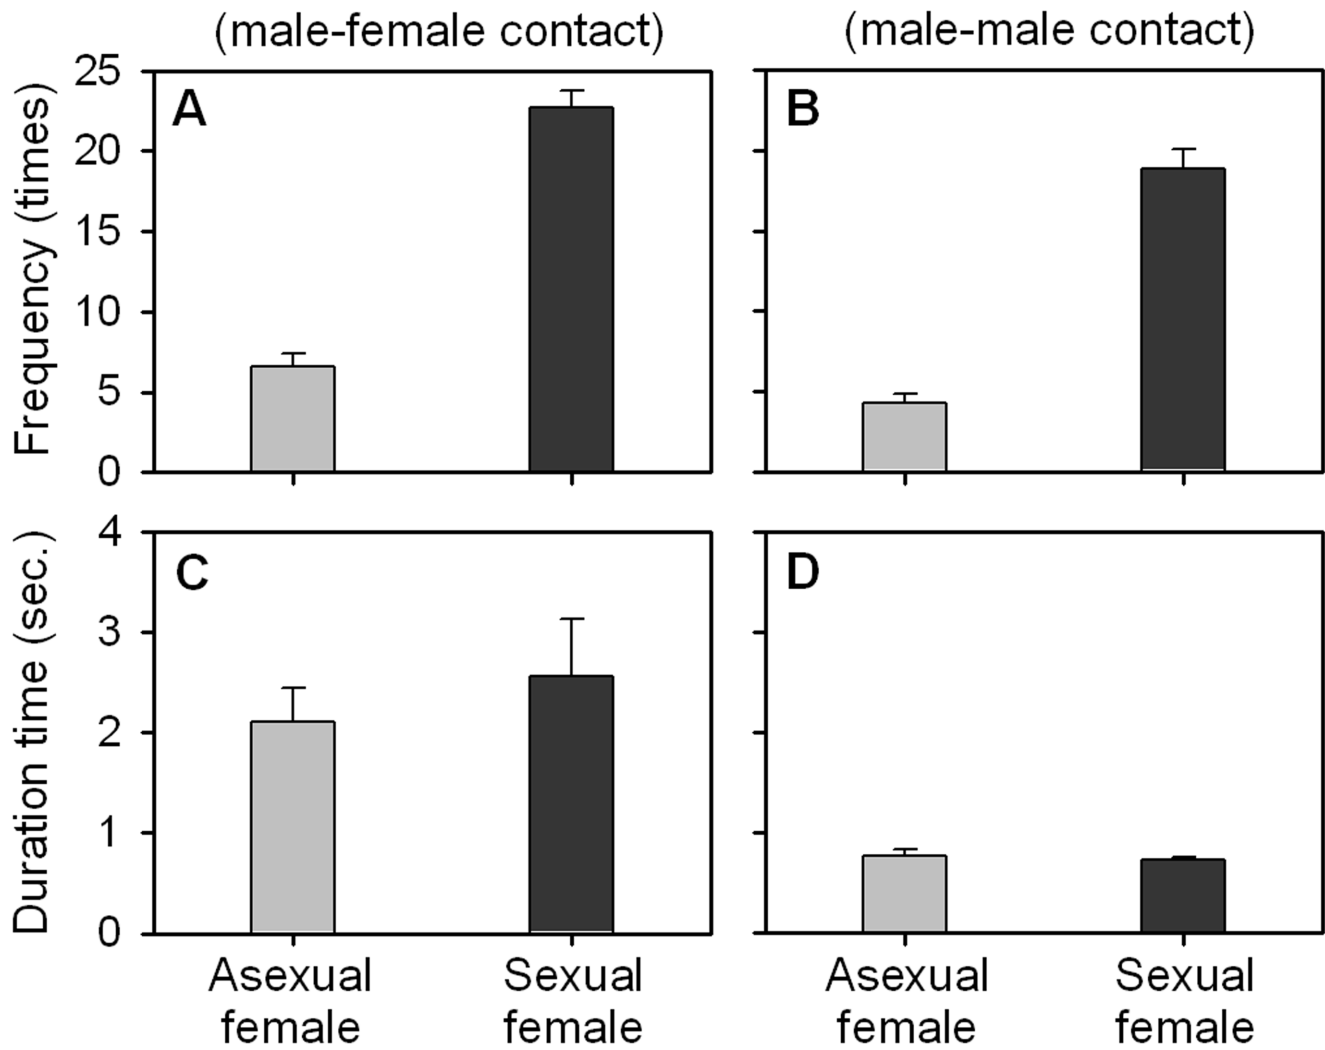 (male-female contact)
(male-male contact)
Frequency (times)
25
20
15
10
5
0
A
B
Duration time (sec.)
4
3
2
1
0
C
D
Asexual
female
Sexual
female
Asexual
female
Sexual
female